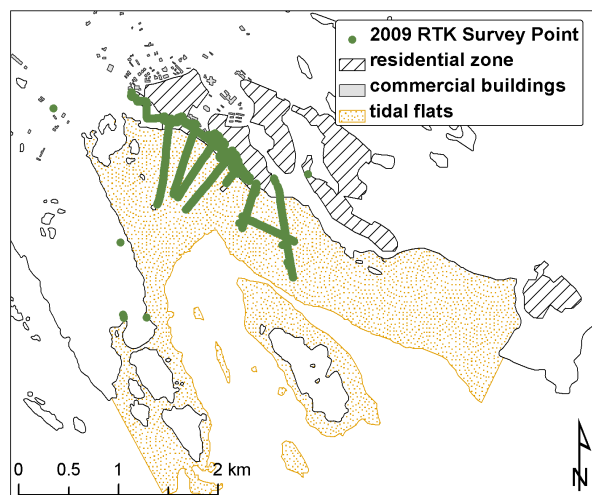 2009 RTK Survey Point
residential zone
commercial buildings
tidal flats
0 0.5 1 2 km
N